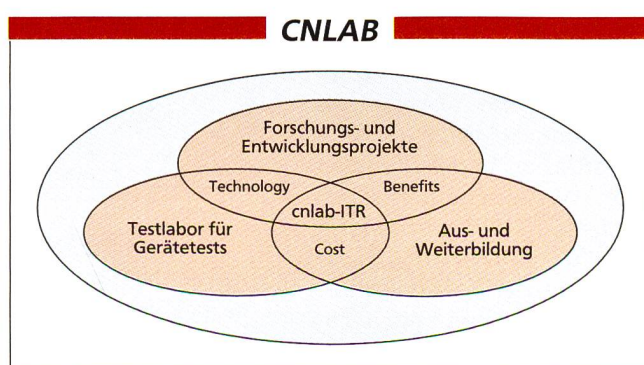 CNLAB
Forschungs- und
Entwicklungsprojekte
Technology
Benefits
cnlab-ITR
Testlabor für
Gerätetests
Cost
Aus- und
Weiterbildung